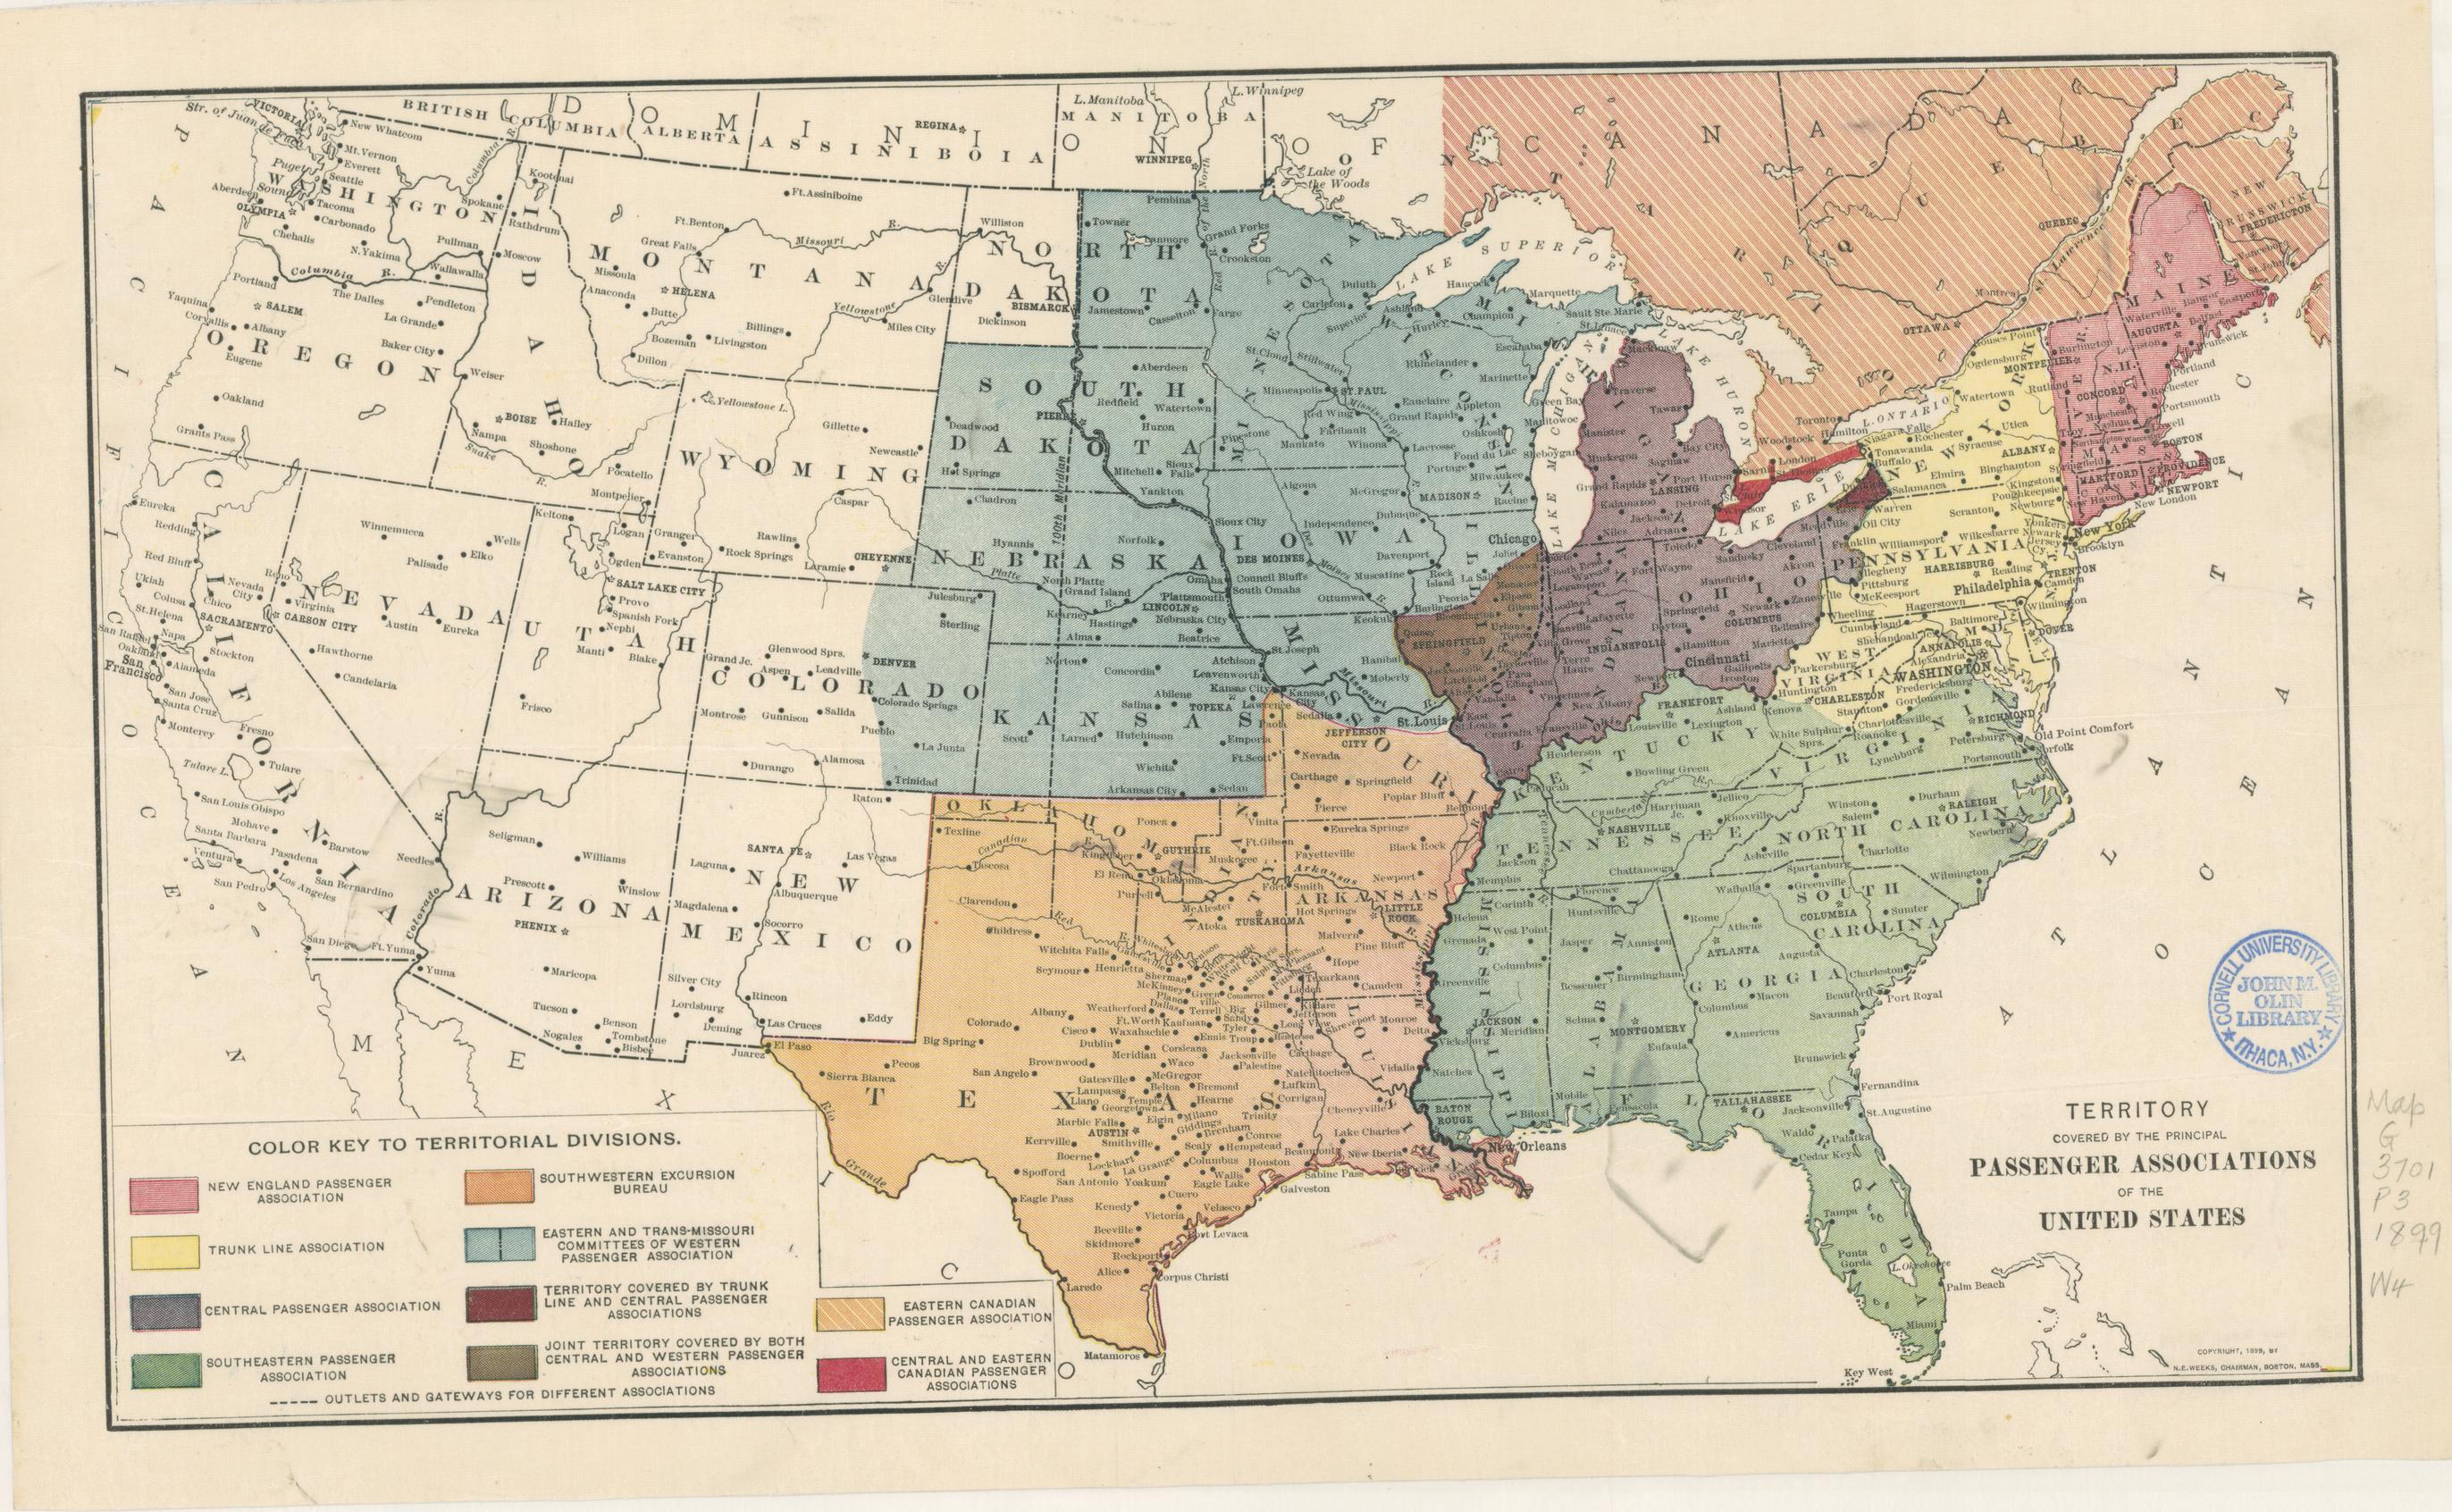 BRITISH COLUMBIA
ALBERTA
ASSINIBOIA
MANITOBA
DOMINION OF CANADA
ONTARIO
QUEBEC
NEW BRUNSWICK
FREDERICTON
VICTORIA
Str. of Juan de Fuca
New Whatcom
Mt. Vernon
Everett
Puget Sound
Seattle
Aberdeen
WASHINGTON
OLYMPIA
Tacoma
Carbonado
Chehalis
N. Yakima
Spokane
Rathdrum
Kootenai
Pullman
Moscow
Wallawalla
Columbia R.
Portland
The Dalles
Pendleton
Yaquina
SALEM
La Grande
Corvallis
Albany
Baker City
Eugene
OREGON
Weiser
Oakland
Grants Pass
IDAHO
BOISE
Hailey
Nampa
Shoshone
Snake R.
Pocatello
Montpelier
MONTANA
Ft. Assiniboine
Ft. Benton
Missouri R.
Great Falls
Missoula
HELENA
Anaconda
Butte
Bozeman
Livingston
Billings
Dillon
Yellowstone R.
Glendive
Miles City
Yellowstone L.
WYOMING
Gillette
Newcastle
Caspar
Granger
Evanston
Rock Springs
Rawlins
Laramie
CHEYENNE
REGINA
WINNIPEG
L. Manitoba
L. Winnipeg
Lake of the Woods
NORTH DAKOTA
Williston
Towner
Pembina
Grand Forks
Crookston
BISMARCK
Dickinson
Jamestown
Casselton
Fargo
Red R. of the North
SOUTH DAKOTA
Aberdeen
PIERRE
Redfield
Watertown
Huron
Deadwood
Hot Springs
Mitchell
Sioux Falls
Yankton
NEBRASKA
Chadron
100th Meridian
Hyannis
Norfolk
Platte R.
North Platte
Grand Island
Omaha
Plattsmouth
LINCOLN
Kearney
Hastings
Nebraska City
Alma
Beatrice
MINNESOTA
Duluth
Carleton
Superior
St. Cloud
Stillwater
Minneapolis
ST. PAUL
Red Wing
Faribault
Mankato
Winona
Pipestone
WISCONSIN
Ashland
Hurley
Rhinelander
Marinette
Eauclaire
Appleton
Grand Rapids
Green Bay
Manitowoc
Oshkosh
Lacrosse
Fond du Lac
Sheboygan
Portage
Milwaukee
MADISON
Racine
IOWA
Algona
McGregor
Sioux City
Independence
Dubuque
DES MOINES
Davenport
Council Bluffs
South Omaha
Muscatine
Rock Island
Ottumwa
Burlington
Keokuk
LAKE SUPERIOR
Hancock
Marquette
Champion
Sault Ste. Marie
St. Ignace
Escanaba
Mackinaw
LAKE MICHIGAN
LAKE HURON
MICHIGAN
Traverse
Tawas
Manistee
Bay City
Muskegon
Saginaw
Grand Rapids
LANSING
Port Huron
Kalamazoo
Detroit
Jackson
Niles
Adrian
ILLINOIS
Chicago
Joliet
La Salle
Peoria
Bloomington
Quincy
SPRINGFIELD
Jacksonville
Litchfield
Vandalia
Effingham
Centralia
East St. Louis
Cairo
INDIANA
Fort Wayne
Logansport
Lafayette
INDIANAPOLIS
Terre Haute
Vincennes
New Albany
Evansville
OHIO
Toledo
Sandusky
Cleveland
Akron
Mansfield
Springfield
Newark
Zanesville
COLUMBUS
Dayton
Hamilton
Cincinnati
Marietta
Gallipolis
Ironton
LAKE ERIE
L. ONTARIO
Toronto
Hamilton
Woodstock
London
Sarnia
St. Thomas
Windsor
OTTAWA
Montreal
QUEBEC
St. Lawrence R.
MAINE
Vanceboro
St. John
Bangor
Eastport
Waterville
AUGUSTA
Belfast
Lewiston
Brunswick
Portland
Rochester
Portsmouth
N.H.
CONCORD
Manchester
Nashua
Lowell
BOSTON
PROVIDENCE
NEWPORT
HARTFORD
New Haven
New London
MASS.
CONN.
Burlington
MONTPELIER
Rutland
Rouses Point
Ogdensburg
NEW YORK
Watertown
Utica
Niagara Falls
Rochester
Syracuse
Tonawanda
Buffalo
ALBANY
Elmira
Binghamton
Kingston
Poughkeepsie
Newburg
Salamanca
Troy
New York
Yonkers
Newark
Jersey Cy.
Brooklyn
PENNSYLVANIA
Warren
Oil City
Franklin
Meadville
Scranton
Wilkesbarre
Williamsport
HARRISBURG
Reading
Allegheny
Pittsburg
McKeesport
Philadelphia
TRENTON
Camden
Wilmington
DOVER
Hagerstown
Baltimore
ANNAPOLIS
Cumberland
WASHINGTON
Alexandria
Wheeling
WEST VIRGINIA
Parkersburg
Huntington
CHARLESTON
Kenova
Fredericksburg
Gordonsville
Staunton
Charlottesville
RICHMOND
Shenandoah Jc.
VIRGINIA
White Sulphur Sprs.
Roanoke
Lynchburg
Petersburg
Portsmouth
Norfolk
Old Point Comfort
KENTUCKY
FRANKFORT
Ashland
Louisville
Lexington
Henderson
Bowling Green
Paducah
TENNESSEE
NASHVILLE
Cumberland R.
Tennessee
Harriman Jc.
Jellico
Knoxville
Jackson
Memphis
Chattanooga
NORTH CAROLINA
Winston Salem
Durham
RALEIGH
Newbern
Asheville
Charlotte
Wilmington
SOUTH CAROLINA
Spartanburg
Greenville
Walhalla
COLUMBIA
Sumter
Charleston
Beaufort
Port Royal
GEORGIA
Rome
Athens
ATLANTA
Augusta
Columbus
Macon
Savannah
Americus
Brunswick
ALABAMA
Florence
Huntsville
Jasper
Anniston
Birmingham
Bessemer
Selma
MONTGOMERY
Eufaula
Mobile
MISSISSIPPI
Corinth
Helena
Grenada
West Point
Columbus
Greenville
JACKSON
Meridian
Vicksburg
Natchez
Biloxi
FLORIDA
Pensacola
TALLAHASSEE
Fernandina
Jacksonville
St. Augustine
Waldo
Palatka
Cedar Key
Tampa
Punta Gorda
L. Okechobee
Palm Beach
Miami
Key West
LOUISIANA
Shreveport
Monroe
Delta
Natchitoches
Vidalia
Cheneyville
BATON ROUGE
Lake Charles
New Iberia
New Orleans
ARKANSAS
Eureka Springs
Fayetteville
Black Rock
Newport
Fort Smith
Arkansas R.
LITTLE ROCK
Hot Springs
Malvern
Pine Bluff
Hope
Texarkana
Camden
MISSOURI
St. Joseph
Hanibal
Moberly
Kansas City
Missouri R.
Sedalia
JEFFERSON CITY
St. Louis
Nevada
Carthage
Springfield
Pierce
Poplar Bluff
Belmont
KANSAS
Norton
Concordia
Atchison
Leavenworth
Kansas City
Abilene
Salina
TOPEKA
Lawrence
Paola
Scott
Larned
Hutchinson
Emporia
Ft. Scott
Wichita
Arkansas City
Sedan
COLORADO
Julesburg
Sterling
Grand Jc.
Glenwood Sprs.
Aspen
Leadville
DENVER
Colorado Springs
Montrose
Gunnison
Salida
Pueblo
La Junta
Durango
Alamosa
Trinidad
UTAH
Kelton
Logan
Ogden
SALT LAKE CITY
Provo
Spanish Fork
Nephi
Manti
Blake
Frisco
NEVADA
Winnemucca
Wells
Elko
Palisade
Reno
Virginia
CARSON CITY
Austin
Eureka
Hawthorne
Candelaria
CALIFORNIA
Eureka
Redding
Red Bluff
Ukiah
Nevada City
Colusa
Chico
St. Helena
SACRAMENTO
San Rafael
Napa
Oakland
San Francisco
Stockton
Alameda
San Jose
Santa Cruz
Monterey
Fresno
Tulare L.
Tulare
San Louis Obispo
Mohave
Santa Barbara
Pasadena
Barstow
Ventura
Needles
San Bernardino
San Pedro
Los Angeles
San Diego
Ft. Yuma
ARIZONA
Seligman
Williams
Prescott
Winslow
PHENIX
Yuma
Maricopa
Tucson
Benson
Nogales
Tombstone
Bisbee
Colorado R.
NEW MEXICO
Raton
SANTA FE
Laguna
Las Vegas
Albuquerque
Magdalena
Socorro
Silver City
Rincon
Lordsburg
Deming
Las Cruces
Eddy
Juarez
OKLAHOMA
INDIAN TY.
Ponca
Vinita
GUTHRIE
Kingfisher
El Reno
Oklahoma
Purcell
Muskogee
Ft. Gibson
McAlester
TUSKAHOMA
Atoka
Canadian
TEXAS
Texline
Tascosa
Clarendon
Childress
Red R.
Witchita Falls
Seymour
Henrietta
Gainesville
Sherman
Denison
McKinney
Plano
Greenville
Commerce
Weatherford
Dallas
Ft. Worth
Terrell
Kaufman
Tyler
Waxahachie
Albany
Cisco
Dublin
Colorado
Big Spring
El Paso
Pecos
Sierra Bianca
San Angelo
Brownwood
Meridian
Corsicana
Waco
Ennis
Troup
Jacksonville
Palestine
Carthage
Lufkin
Corrigan
Trinity
McGregor
Gatesville
Lampasas
Belton
Temple
Bremond
Hearne
Llano
Georgetown
Milano
Marble Falls
Elgin
Giddings
AUSTIN
Brenham
Conroe
Kerrville
Smithville
Sealy
Hempstead
Beaumont
Boerne
Lockhart
La Grange
Columbus
Houston
Spofford
San Antonio
Yoakum
Wallis
Eagle Lake
Sabine Pass
Galveston
Eagle Pass
Cuero
Kenedy
Victoria
Velasco
Beeville
Skidmore
Port Levaca
Rockport
Alice
Corpus Christi
Laredo
Matamoros
Rio Grande
MEXICO
PACIFIC OCEAN
ATLANTIC OCEAN
COLOR KEY TO TERRITORIAL DIVISIONS.
NEW ENGLAND PASSENGER
ASSOCIATION
TRUNK LINE ASSOCIATION
CENTRAL PASSENGER ASSOCIATION
SOUTHEASTERN PASSENGER
ASSOCIATION
SOUTHWESTERN EXCURSION
BUREAU
EASTERN AND TRANS-MISSOURI
COMMITTEES OF WESTERN
PASSENGER ASSOCIATION
TERRITORY COVERED BY TRUNK
LINE AND CENTRAL PASSENGER
ASSOCIATIONS
JOINT TERRITORY COVERED BY BOTH
CENTRAL AND WESTERN PASSENGER
ASSOCIATIONS
EASTERN CANADIAN
PASSENGER ASSOCIATION
CENTRAL AND EASTERN
CANADIAN PASSENGER
ASSOCIATIONS
OUTLETS AND GATEWAYS FOR DIFFERENT ASSOCIATIONS
TERRITORY
COVERED BY THE PRINCIPAL
PASSENGER ASSOCIATIONS
OF THE
UNITED STATES
COPYRIGHT, 1899, BY
N.E. WEEKS, CHAIRMAN, BOSTON, MASS.
CORNELL UNIVERSITY LIBRARY
JOHN M.
OLIN
LIBRARY
ITHACA, N.Y.
Map
G
3701
P3
1899
W4